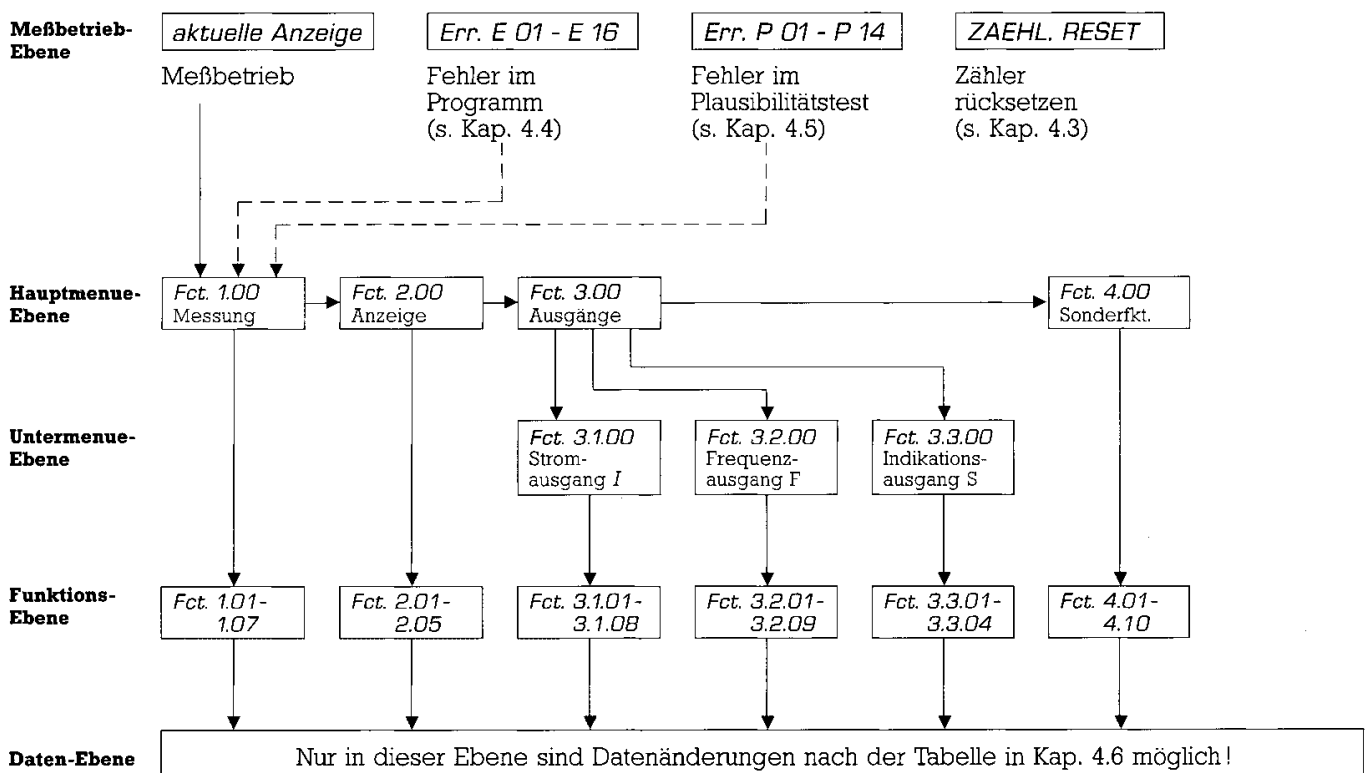 Meßbetrieb-
Ebene
aktuelle Anzeige
Meßbetrieb
Err. E 01 - E 16
Fehler im
Programm
(s. Kap. 4.4)
Err. P 01 - P 14
Fehler im
Plausibilitätstest
(s. Kap. 4.5)
ZAEHL. RESET
Zähler
rücksetzen
(s. Kap. 4.3)
Hauptmenue-
Ebene
Fct. 1.00
Messung
Fct. 2.00
Anzeige
Fct. 3.00
Ausgänge
Fct. 4.00
Sonderfkt.
Untermenue-
Ebene
Fct. 3.1.00
Strom-
ausgang I
Fct. 3.2.00
Frequenz-
ausgang F
Fct. 3.3.00
Indikations-
ausgang S
Funktions-
Ebene
Fct. 1.01-
1.07
Fct. 2.01-
2.05
Fct. 3.1.01-
3.1.08
Fct. 3.2.01-
3.2.09
Fct. 3.3.01-
3.3.04
Fct. 4.01-
4.10
Daten-Ebene
Nur in dieser Ebene sind Datenänderungen nach der Tabelle in Kap. 4.6 möglich!